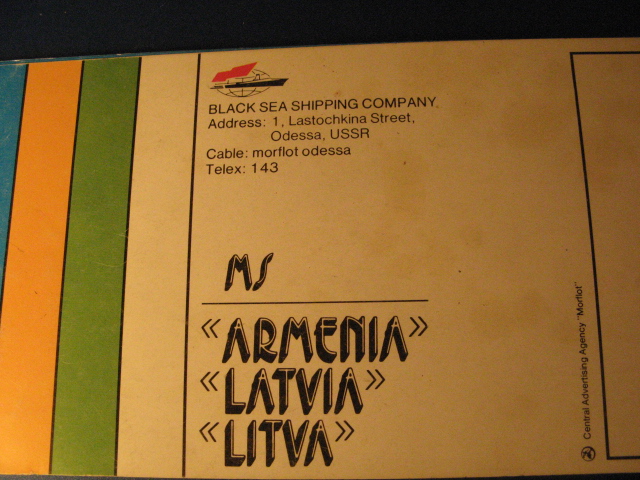 BLACK SEA SHIPPING COMPANY
Address: 1, Lastochkina Street,
Odessa, USSR
Cable: morflot odessa
Telex: 143
MS
«ARMENIA»
«LATVIA»
«LITVA»
Central Advertising Agency "Morflot"